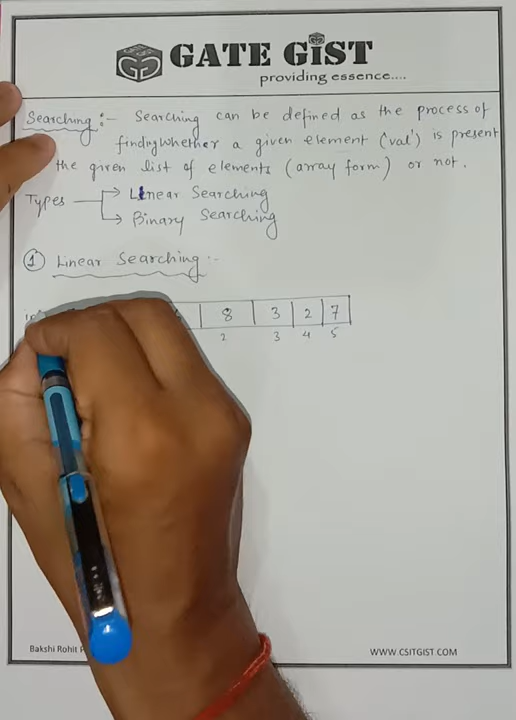 GATE GiST
providing essence....
Searching :- Searching can be defined as the process of
finding whether a given element ('val') is present
the given list of elements (array form) or not.
Types → Linear Searching
→ Binary Searching
① Linear Searching :-
8 3 2 7
2 3 4 5
Bakshi Rohit
WWW.CSITGIST.COM